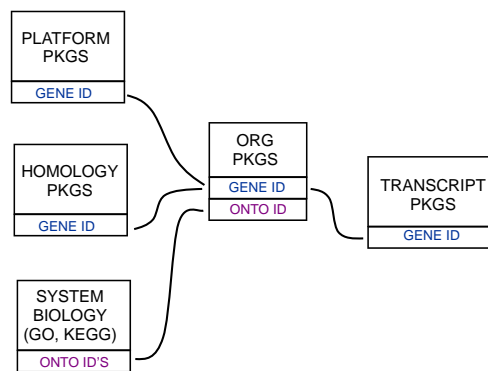 PLATFORM
PKGS
GENE ID
HOMOLOGY
PKGS
GENE ID
SYSTEM
BIOLOGY
(GO, KEGG)
ONTO ID'S
ORG
PKGS
GENE ID
ONTO ID
TRANSCRIPT
PKGS
GENE ID